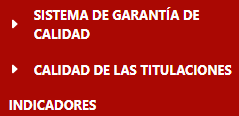 SISTEMA DE GARANTÍA DE
CALIDAD
CALIDAD DE LAS TITULACIONES
INDICADORES